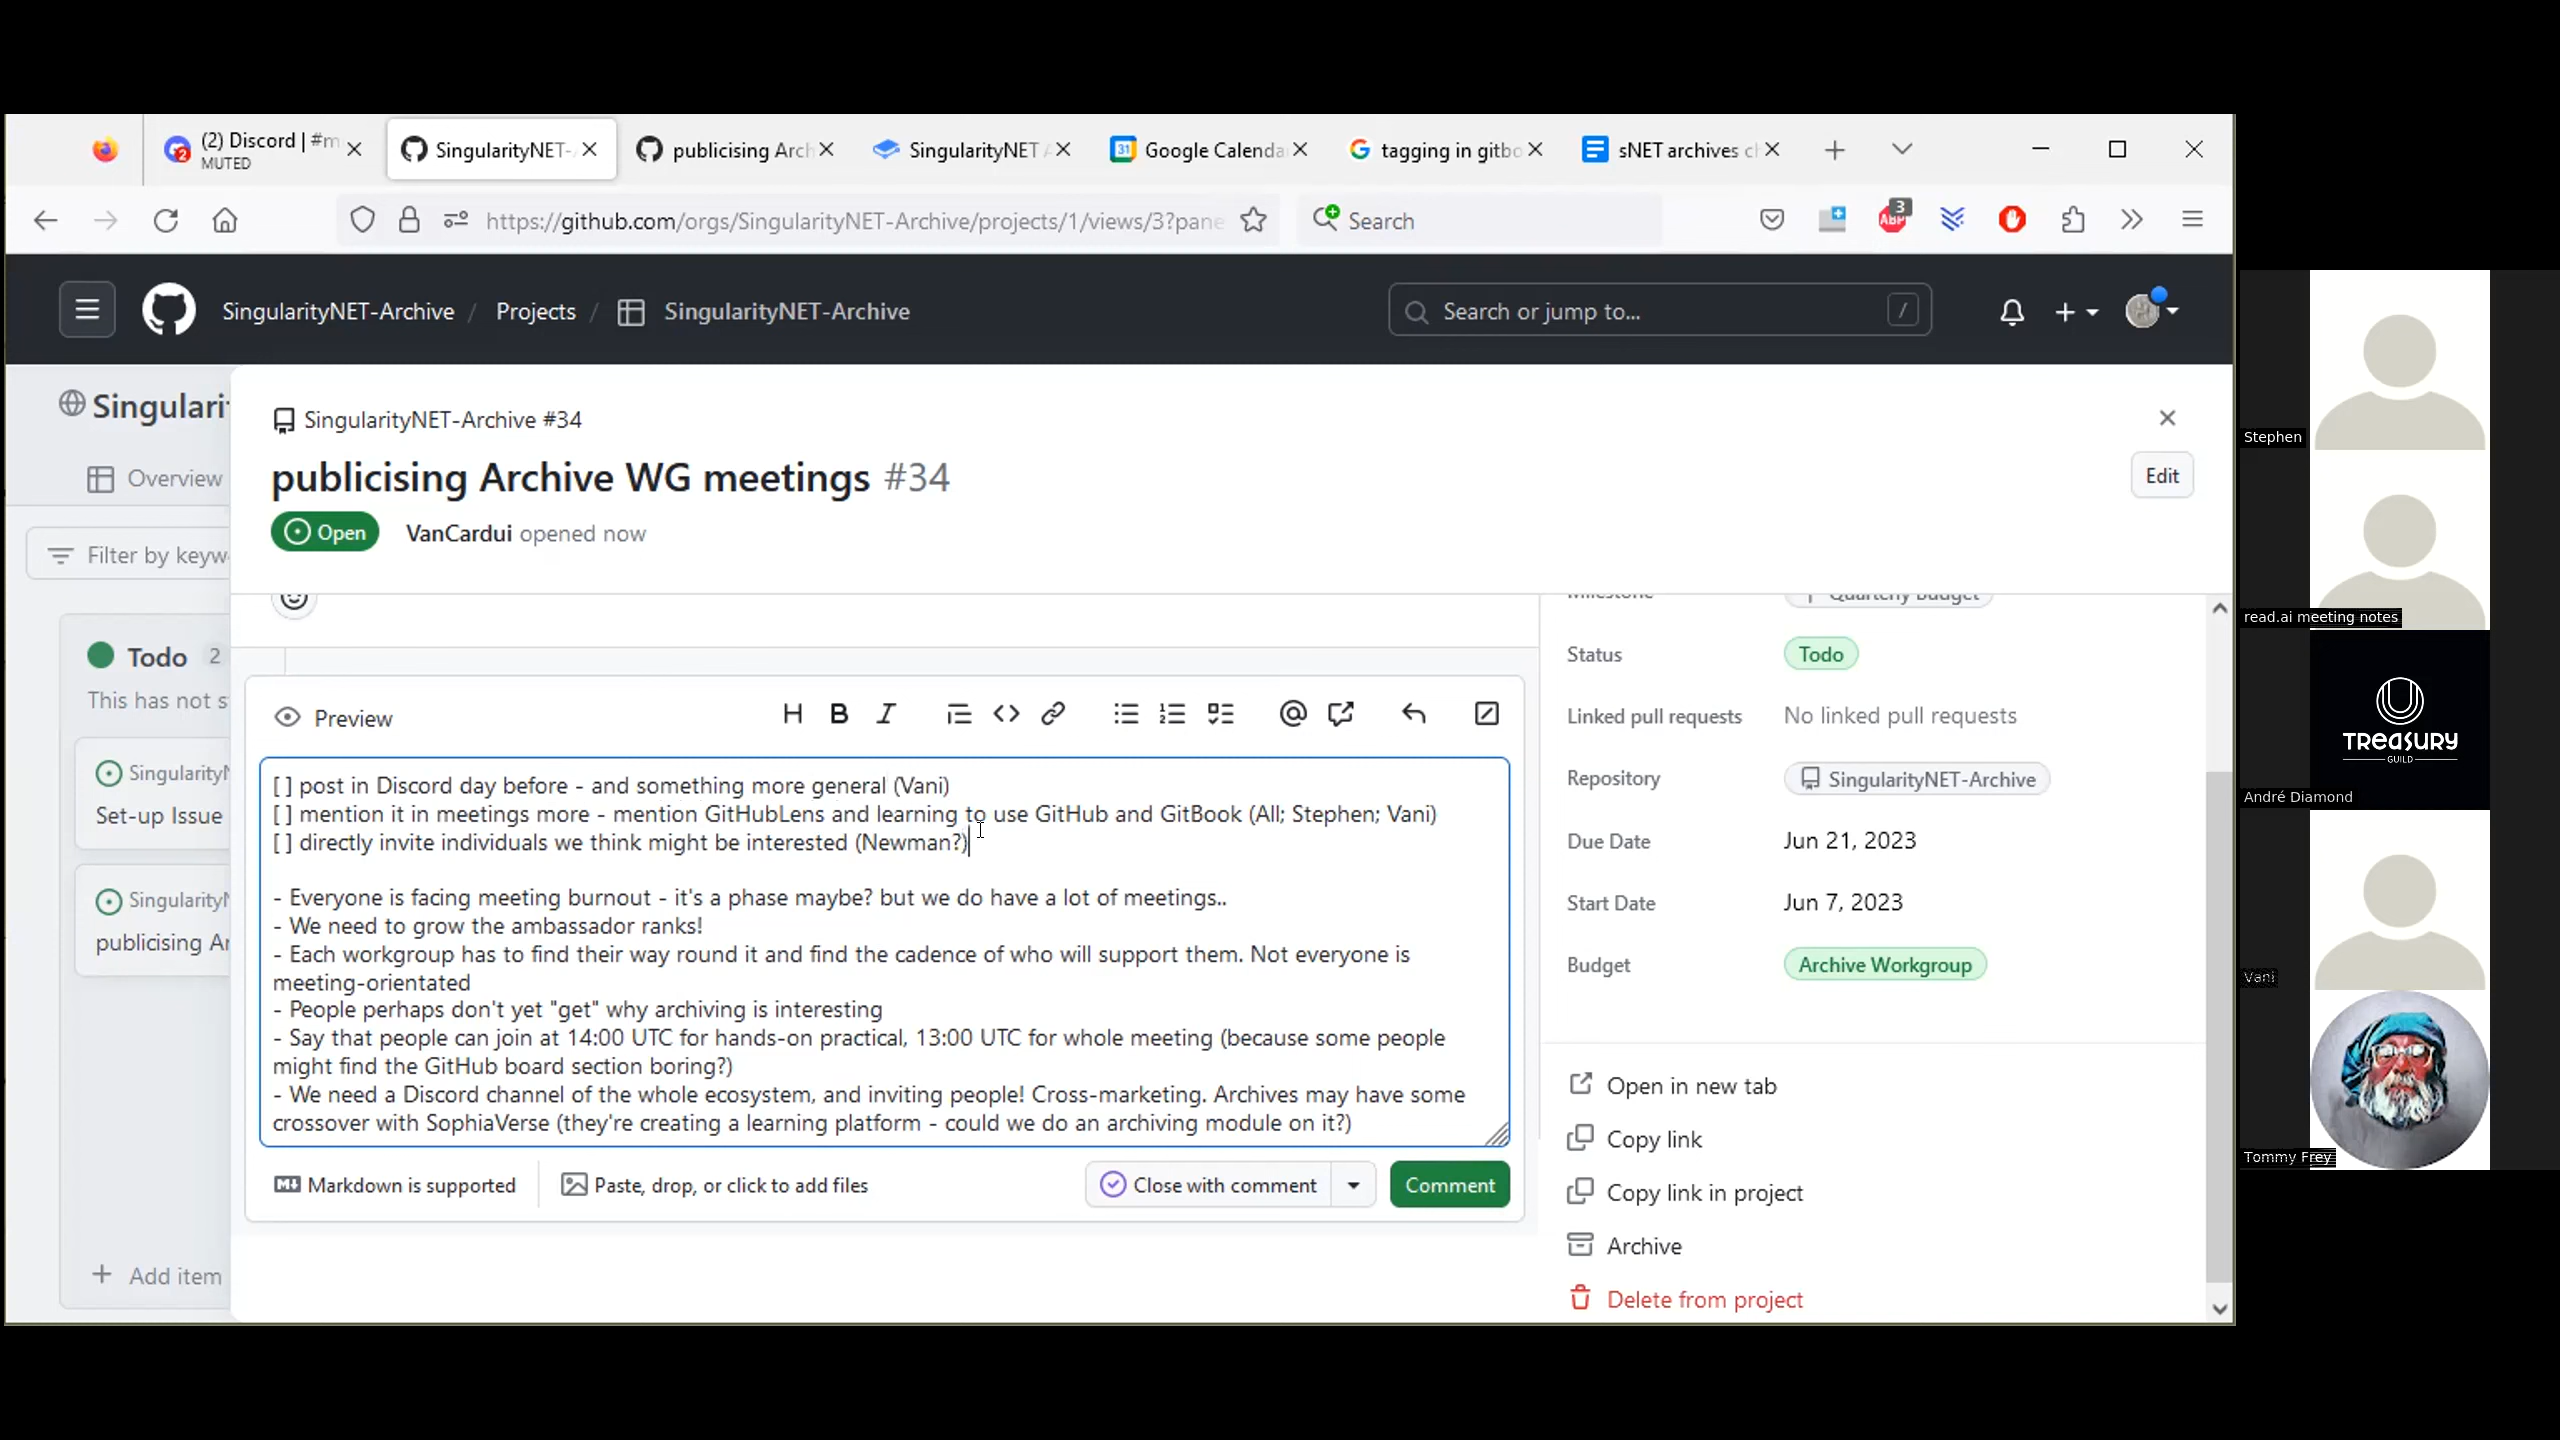 (2) Discord | #m
MUTED
SingularityNET-
publicising Arch
SingularityNET A
31
Google Calenda
tagging in gitbo
sNET archives ch
https://github.com/orgs/SingularityNET-Archive/projects/1/views/3?pane
Search
ABP
3
SingularityNET-Archive / Projects / SingularityNET-Archive
Search or jump to...
/
Singulari
SingularityNET-Archive #34
publicising Archive WG meetings #34
Edit
Overview
Open
VanCardui opened now
Filter by keyw
Quarterly Budget
Todo 2
Status
Todo
This has not s
Preview
H B I
Linked pull requests
No linked pull requests
Singularity
Set-up Issue
Repository
SingularityNET-Archive
[ ] post in Discord day before - and something more general (Vani)
[ ] mention it in meetings more - mention GitHubLens and learning to use GitHub and GitBook (All; Stephen; Vani)
[ ] directly invite individuals we think might be interested (Newman?)
Due Date
Jun 21, 2023
Singularity
publicising Ar
- Everyone is facing meeting burnout - it's a phase maybe? but we do have a lot of meetings..
- We need to grow the ambassador ranks!
- Each workgroup has to find their way round it and find the cadence of who will support them. Not everyone is
meeting-orientated
- People perhaps don't yet "get" why archiving is interesting
- Say that people can join at 14:00 UTC for hands-on practical, 13:00 UTC for whole meeting (because some people
might find the GitHub board section boring?)
- We need a Discord channel of the whole ecosystem, and inviting people! Cross-marketing. Archives may have some
crossover with SophiaVerse (they're creating a learning platform - could we do an archiving module on it?)
Start Date
Jun 7, 2023
Budget
Archive Workgroup
Open in new tab
Copy link
Copy link in project
Archive
Delete from project
Markdown is supported
Paste, drop, or click to add files
Close with comment
Comment
Add item
Stephen
read.ai meeting notes
TREASURY
GUILD
André Diamond
Vani
Tommy Frey